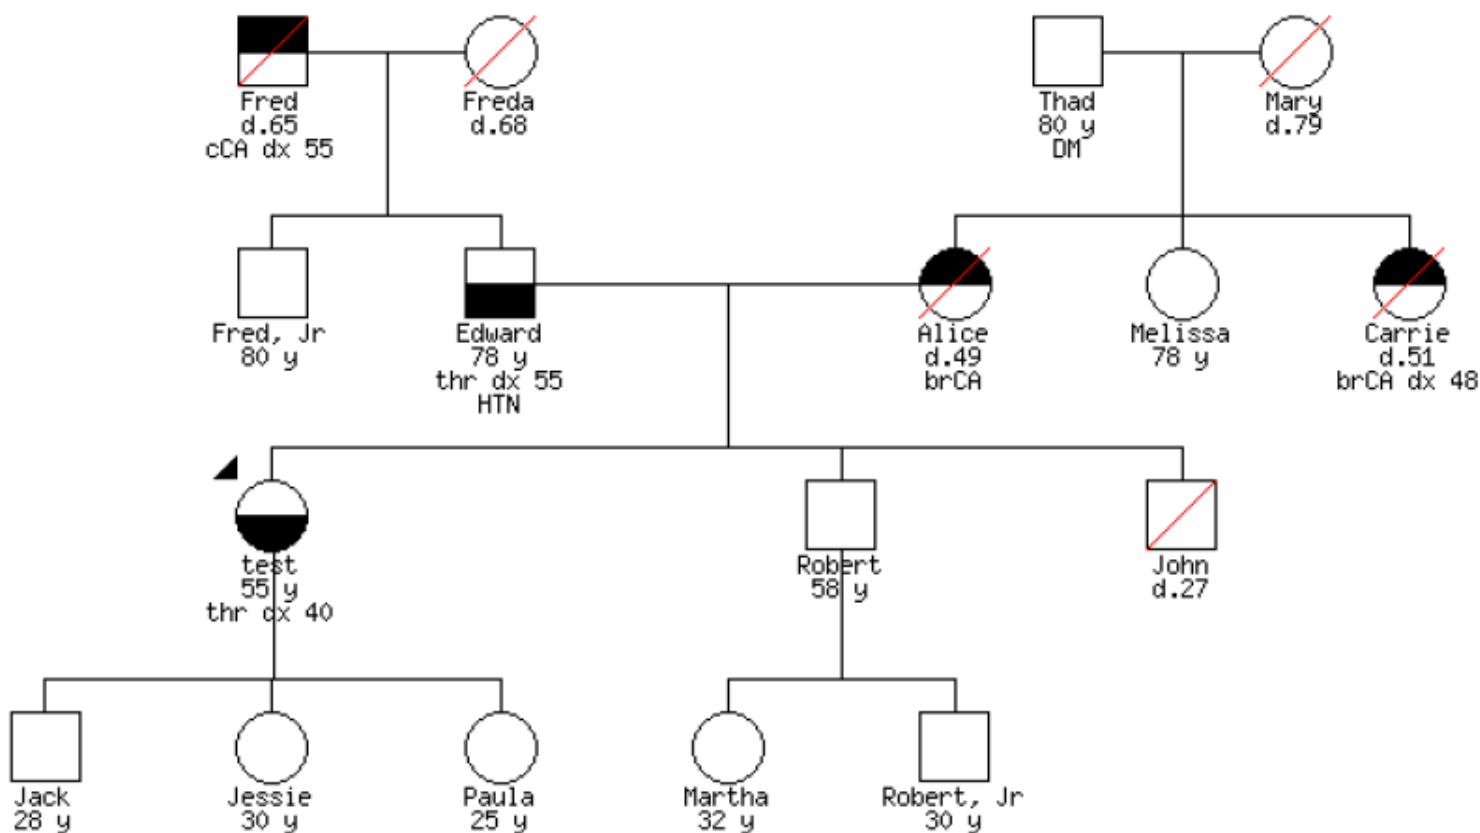 Fred
d.65
cCA dx 55
Freda
d.68
Thad
80 y
DM
Mary
d.79
Fred, Jr
80 y
Edward
78 y
thr dx 55
HTN
Alice
d.49
brCA
Melissa
78 y
Carrie
d.51
brCA dx 48
test
55 y
thr dx 40
Robert
58 y
John
d.27
Jack
28 y
Jessie
30 y
Paula
25 y
Martha
32 y
Robert, Jr
30 y